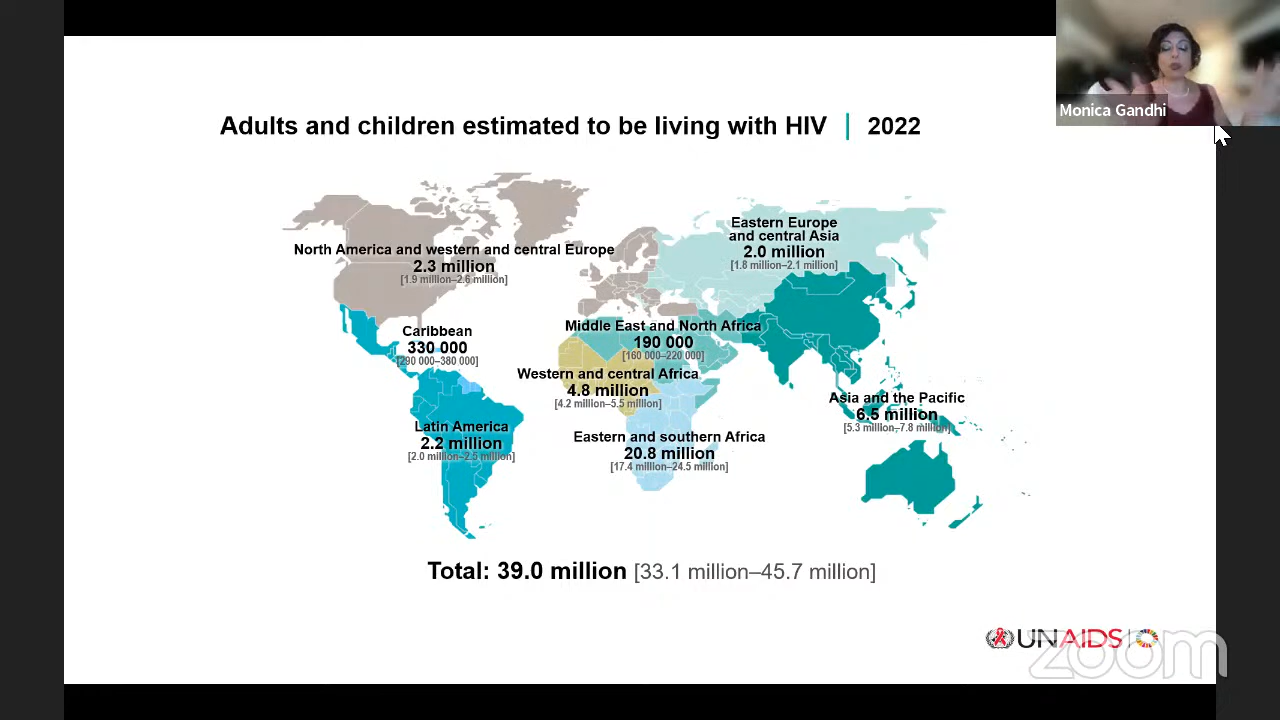 Monica Gandhi
Adults and children estimated to be living with HIV | 2022
Eastern Europe
and central Asia
2.0 million
[1.8 million–2.1 million]
North America and western and central Europe
2.3 million
[1.9 million–2.6 million]
Middle East and North Africa
190 000
[160 000–220 000]
Caribbean
330 000
[290 000–380 000]
Western and central Africa
4.8 million
[4.2 million–5.5 million]
Asia and the Pacific
6.5 million
[5.3 million–7.8 million]
Latin America
2.2 million
[2.0 million–2.5 million]
Eastern and southern Africa
20.8 million
[17.4 million–24.5 million]
Total: 39.0 million [33.1 million–45.7 million]
UNAIDS
zoom